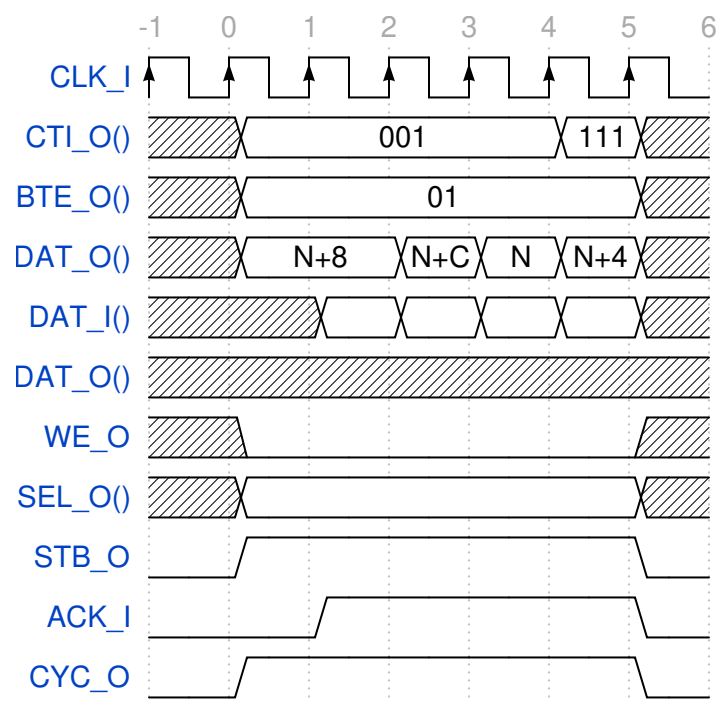 -1 0 1 2 3 4 5 6
CLK_I
CTI_O() 001 111
BTE_O() 01
DAT_O() N+8 N+C N N+4
DAT_I()
DAT_O()
WE_O
SEL_O()
STB_O
ACK_I
CYC_O